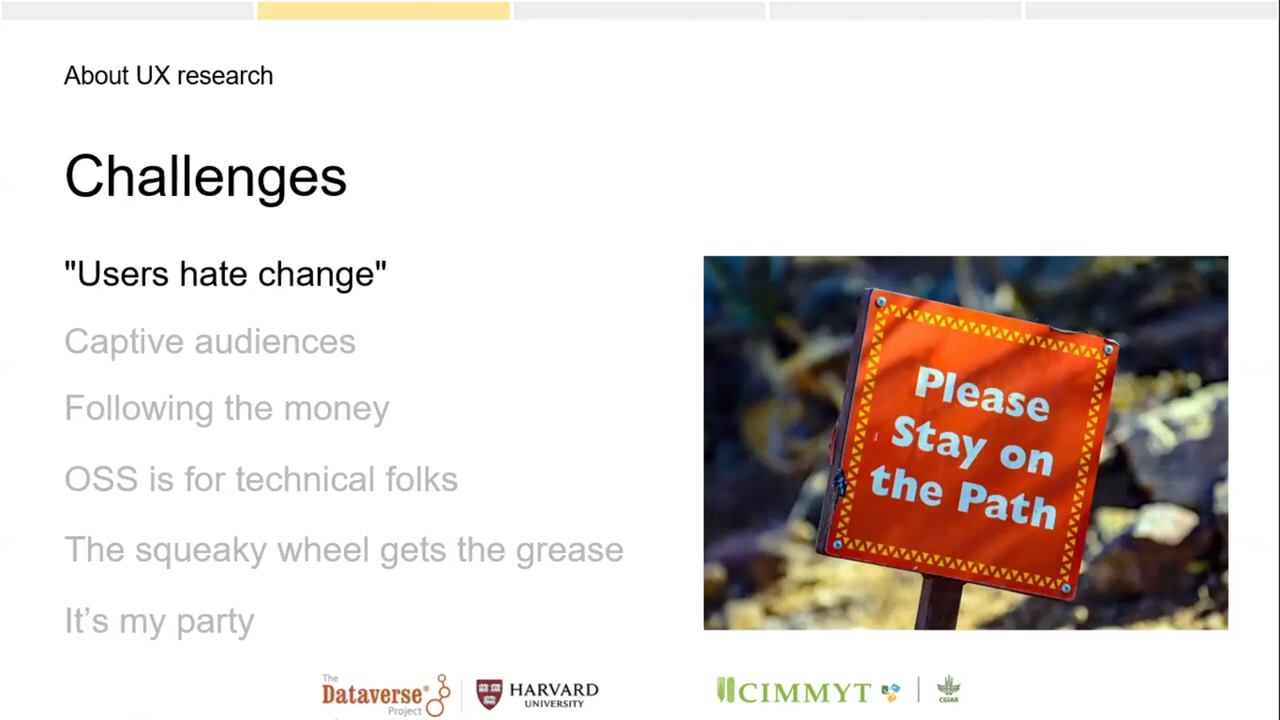 About UX research
Challenges
"Users hate change"
Captive audiences
Following the money
OSS is for technical folks
The squeaky wheel gets the grease
It’s my party
Please
Stay on
the Path
The
Dataverse®
Project
HARVARD
UNIVERSITY
CIMMYT
CGIAR